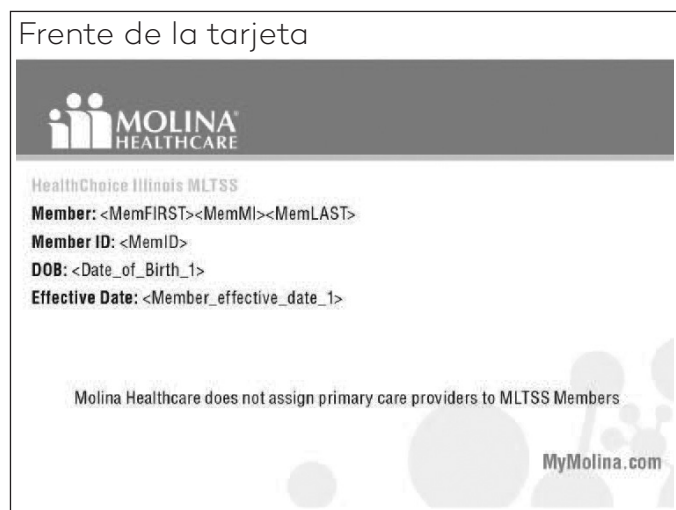 Frente de la tarjeta
MOLINA®
HEALTHCARE
HealthChoice Illinois MLTSS
Member: <MemFIRST><MemMI><MemLAST>
Member ID: <MemID>
DOB: <Date_of_Birth_1>
Effective Date: <Member_effective_date_1>
Molina Healthcare does not assign primary care providers to MLTSS Members
MyMolina.com